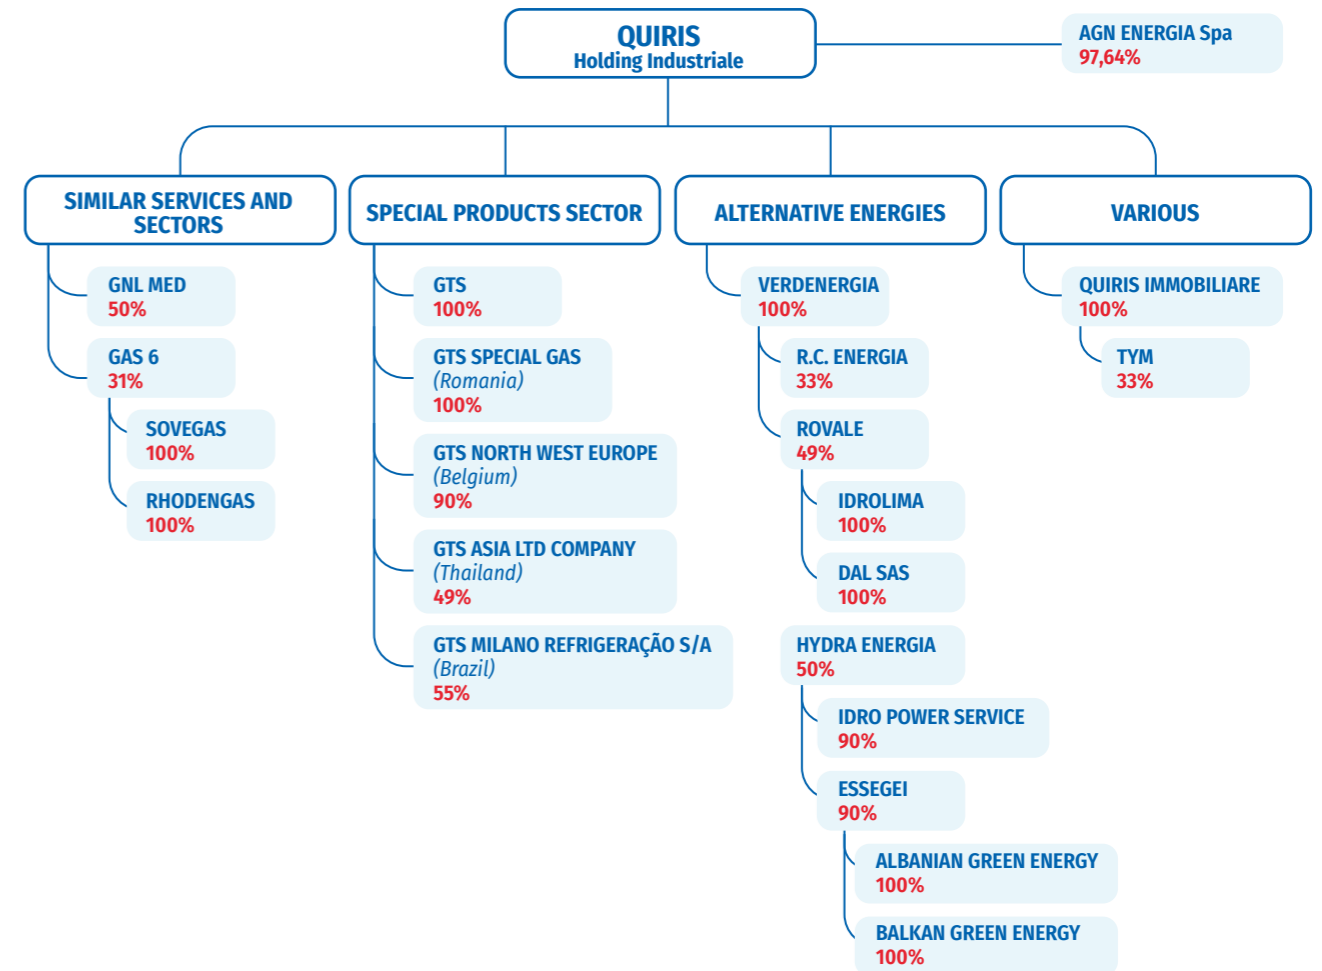 QUIRIS
Holding Industriale
AGN ENERGIA Spa
97,64%
SIMILAR SERVICES AND
SECTORS
GNL MED
50%
GAS 6
31%
SOVEGAS
100%
RHODENGAS
100%
SPECIAL PRODUCTS SECTOR
GTS
100%
GTS SPECIAL GAS
(Romania)
100%
GTS NORTH WEST EUROPE
(Belgium)
90%
GTS ASIA LTD COMPANY
(Thailand)
49%
GTS MILANO REFRIGERAÇÃO S/A
(Brazil)
55%
ALTERNATIVE ENERGIES
VERDENERGIA
100%
R.C. ENERGIA
33%
ROVALE
49%
IDROLIMA
100%
DAL SAS
100%
HYDRA ENERGIA
50%
IDRO POWER SERVICE
90%
ESSEGEI
90%
ALBANIAN GREEN ENERGY
100%
BALKAN GREEN ENERGY
100%
VARIOUS
QUIRIS IMMOBILIARE
100%
TYM
33%